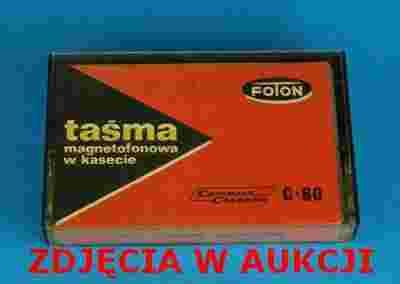 FOTON
taśma
magnetofonowa
w kasecie
Compact Cassette C-60
ZDJĘCIA W AUKCJI